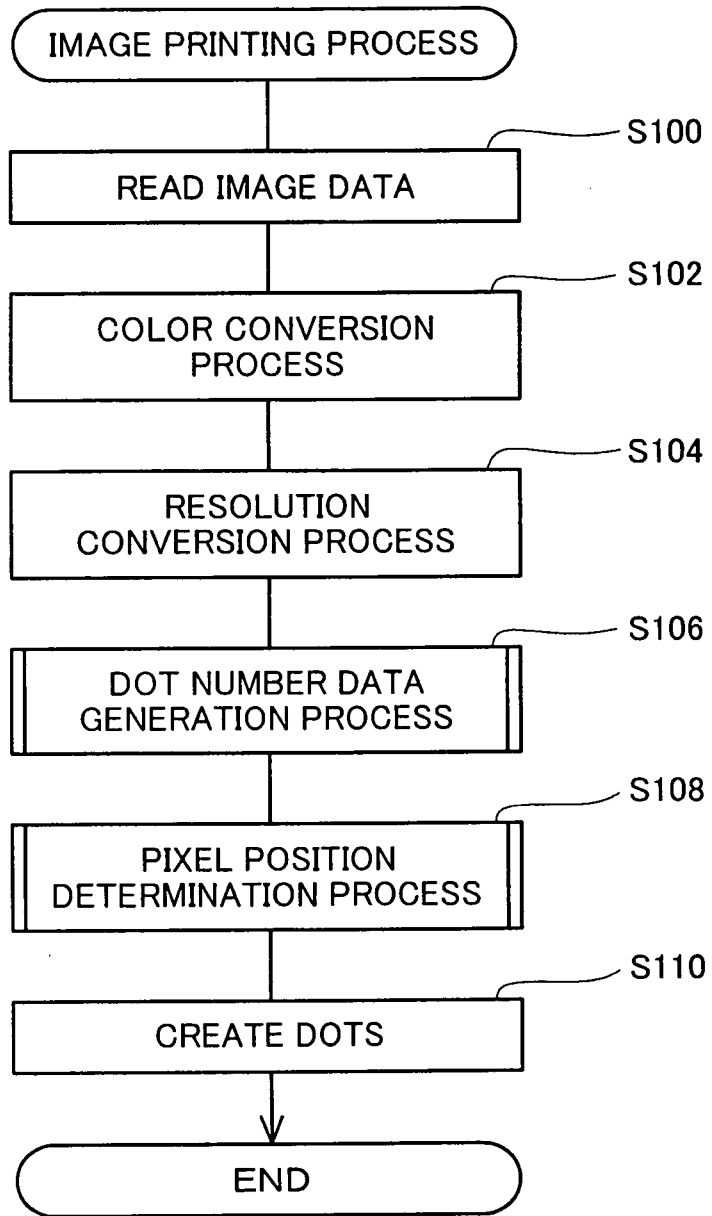 IMAGE PRINTING PROCESS
S100
READ IMAGE DATA
S102
COLOR CONVERSION
PROCESS
S104
RESOLUTION
CONVERSION PROCESS
S106
DOT NUMBER DATA
GENERATION PROCESS
S108
PIXEL POSITION
DETERMINATION PROCESS
S110
CREATE DOTS
END